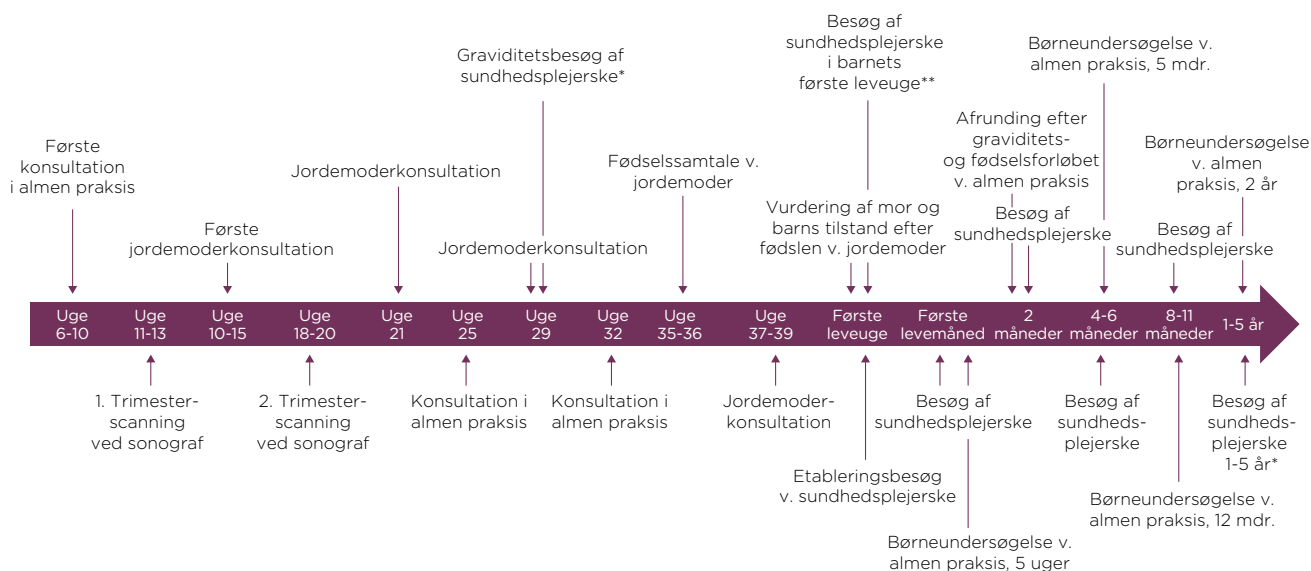 Første
konsultation
i almen praksis
Første
jordemoderkonsultation
Jordemoderkonsultation
Graviditetsbesøg af
sundhedsplejerske*
Jordemoderkonsultation
Fødselssamtale v.
jordemoder
Besøg af
sundhedsplejerske
i barnets
første leveuge**
Vurdering af mor og
barns tilstand efter
fødslen v. jordemoder
Afrunding efter
graviditets-
og fødselsforløbet
v. almen praksis
Besøg af
sundhedsplejerske
Børneundersøgelse v.
almen praksis, 5 mdr.
Besøg af
sundhedsplejerske
Børneundersøgelse
v. almen
praksis, 2 år
Uge
6-10
Uge
11-13
Uge
10-15
Uge
18-20
Uge
21
Uge
25
Uge
29
Uge
32
Uge
35-36
Uge
37-39
Første
leveuge
Første
levemåned
2
måneder
4-6
måneder
8-11
måneder
1-5 år
1. Trimester-
scanning
ved sonograf
2. Trimester-
scanning
ved sonograf
Konsultation i
almen praksis
Konsultation i
almen praksis
Jordemoder-
konsultation
Etableringsbesøg
v. sundhedsplejerske
Besøg af
sundhedsplejerske
Børneundersøgelse v.
almen praksis, 5 uger
Besøg af
sundheds-
plejerske
Børneundersøgelse v.
almen praksis, 12 mdr.
Besøg af
sundheds-
plejerske
1-5 år*